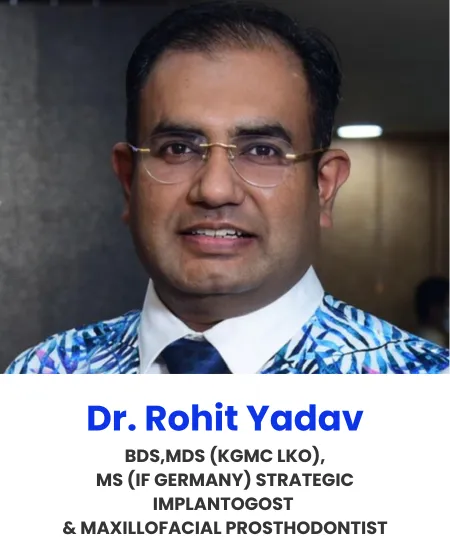 Dr. Rohit Yadav
BDS,MDS (KGMC LKO),
MS (IF GERMANY) STRATEGIC
IMPLANTOGOST
& MAXILLOFACIAL PROSTHODONTIST